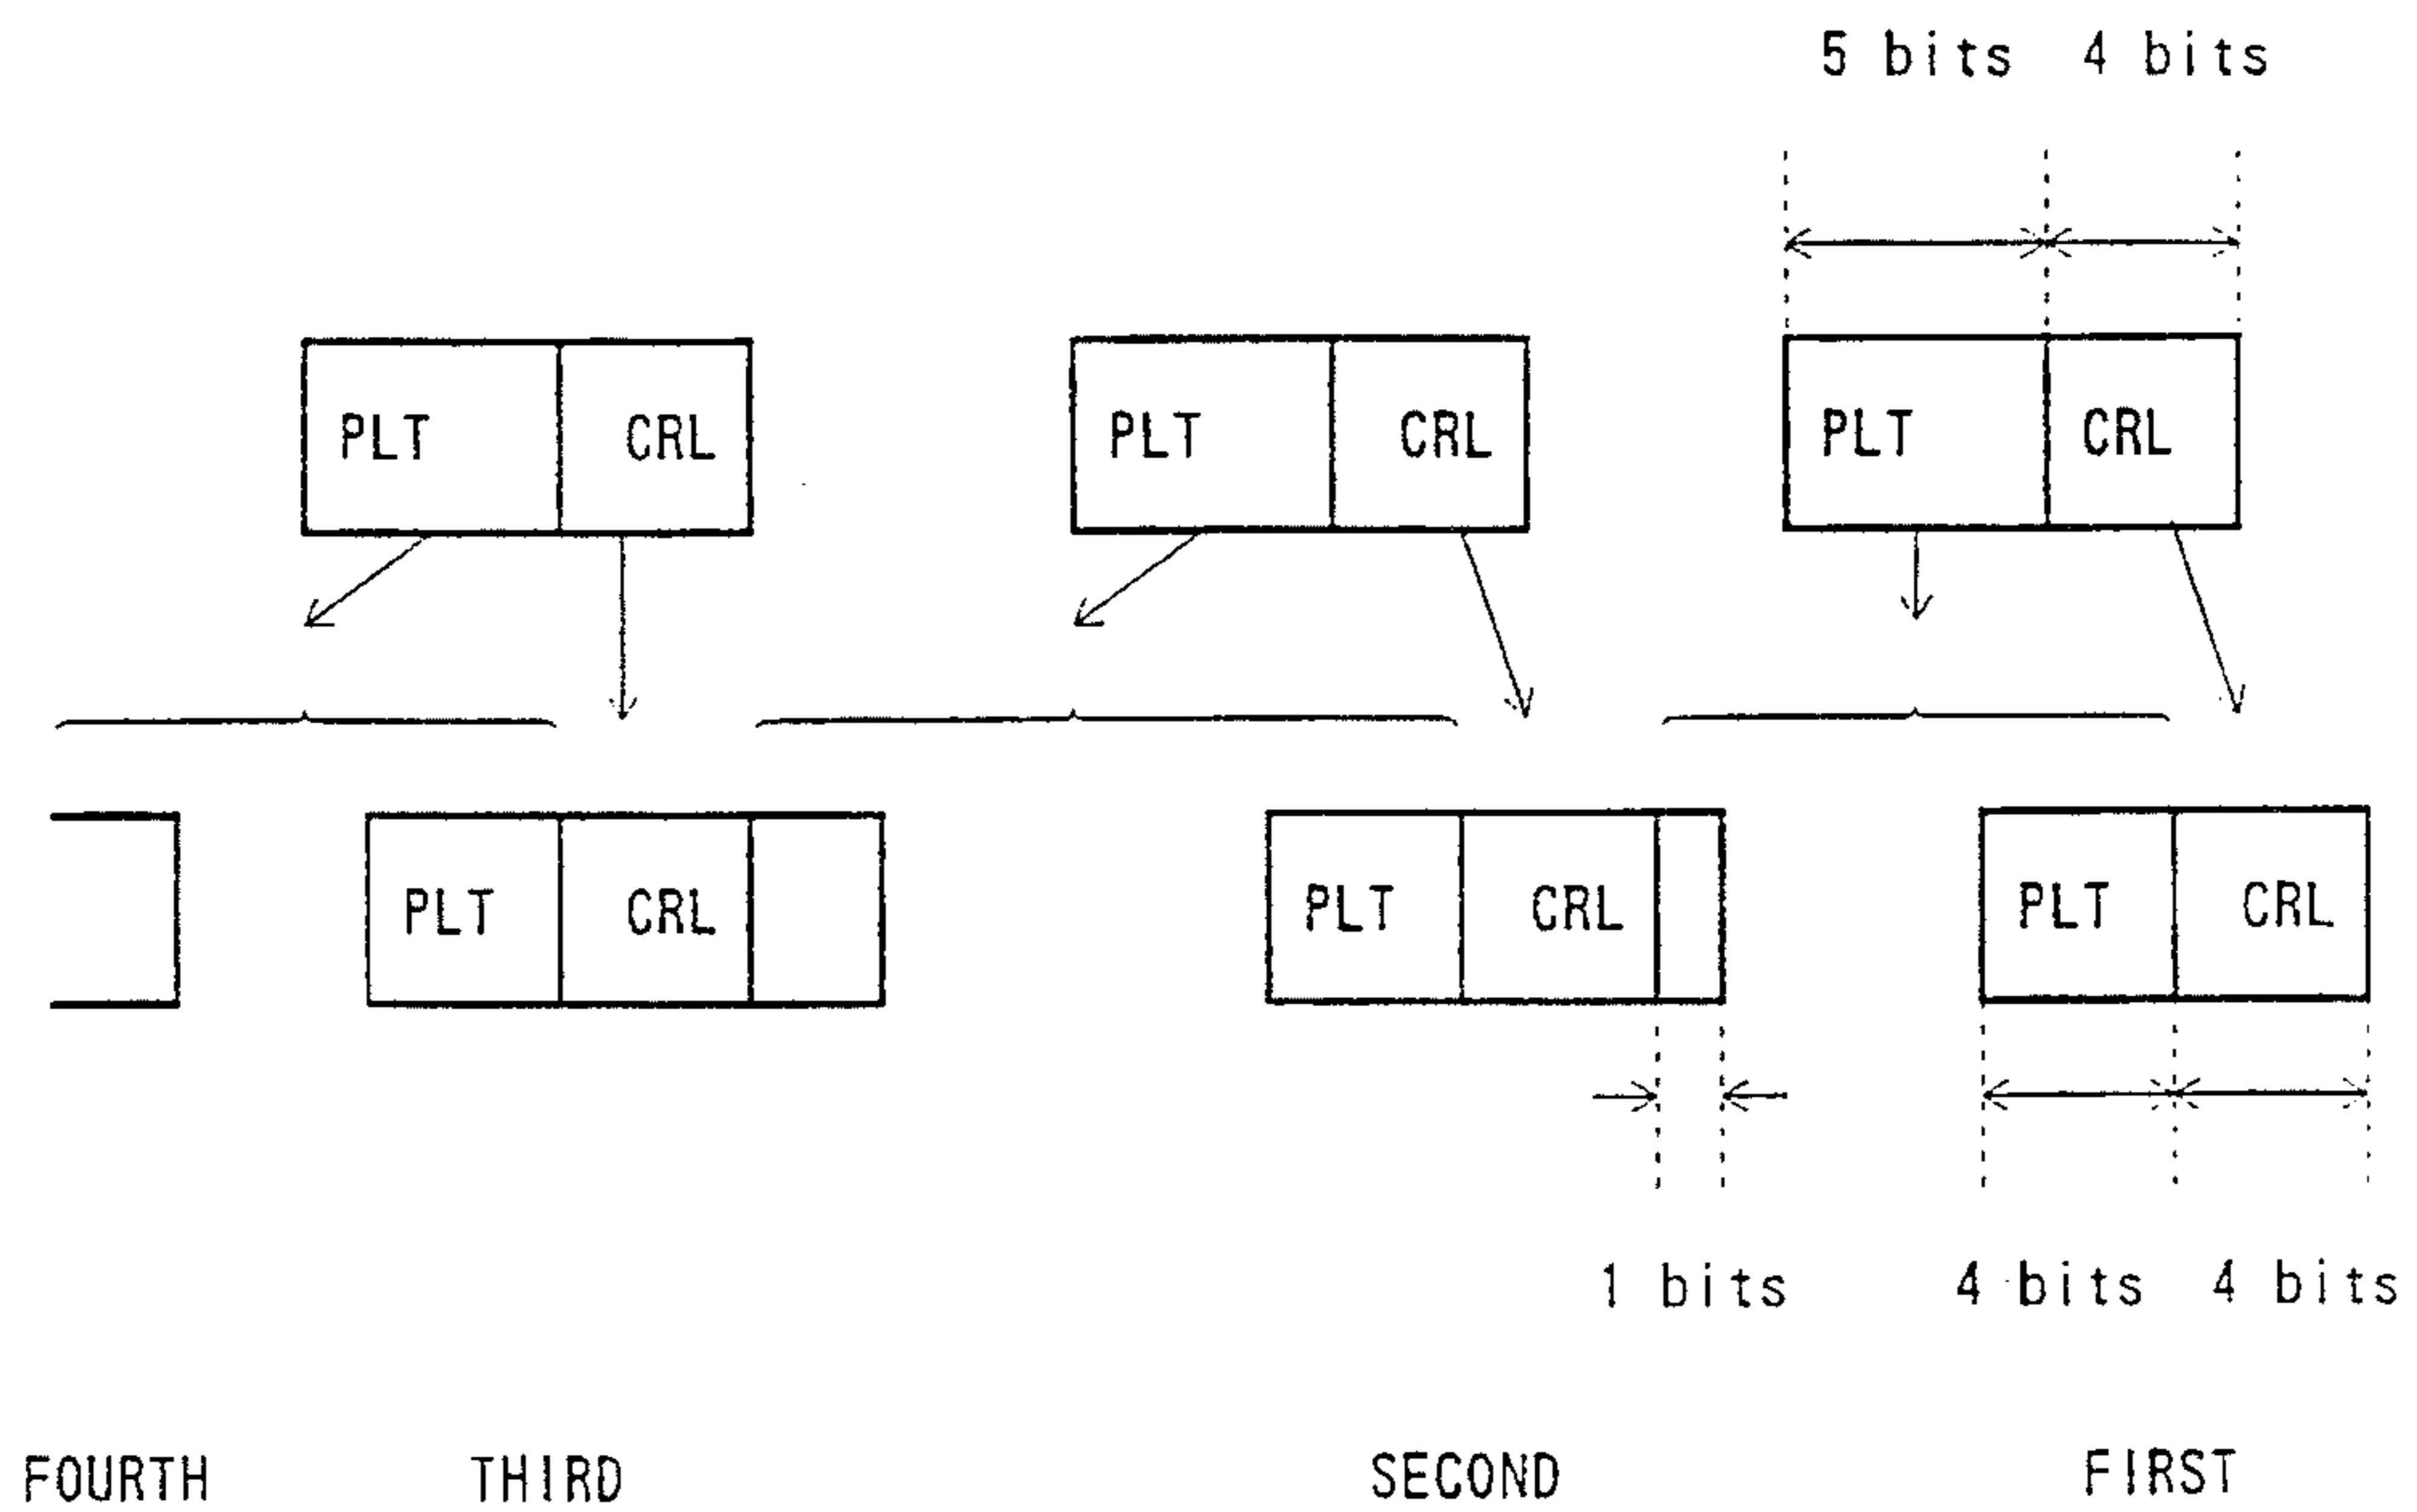 5 bits 4 bits
PLT CRL PLT CRL PLT CRL
PLT CRL PLT CRL PLT CRL
1 bits 4 bits 4 bits
FOURTH THIRD SECOND FIRST